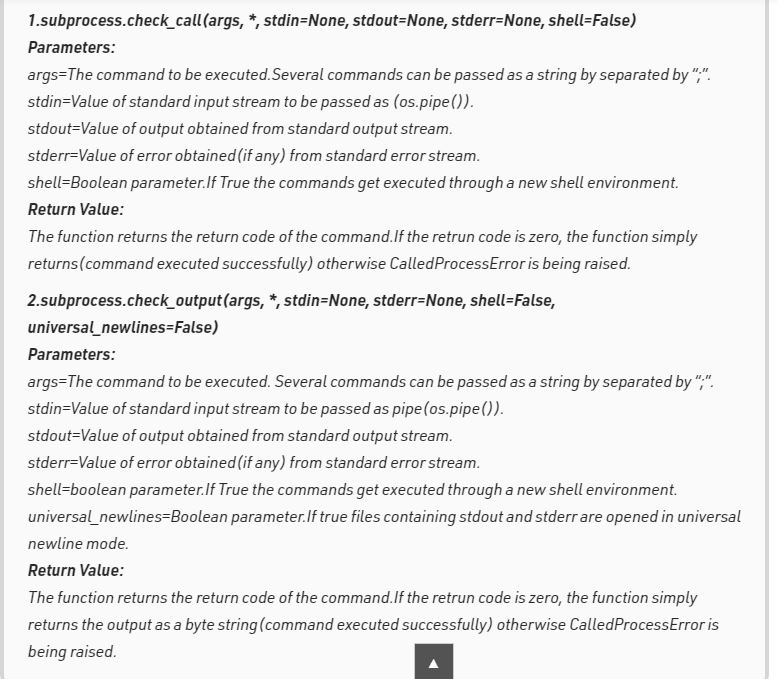 1.subprocess.check_call(args, *, stdin=None, stdout=None, stderr=None, shell=False)
Parameters:
args=The command to be executed.Several commands can be passed as a string by separated by “;”.
stdin=Value of standard input stream to be passed as (os.pipe()).
stdout=Value of output obtained from standard output stream.
stderr=Value of error obtained(if any) from standard error stream.
shell=Boolean parameter.If True the commands get executed through a new shell environment.
Return Value:
The function returns the return code of the command.If the retrun code is zero, the function simply
returns(command executed successfully) otherwise CalledProcessError is being raised.
2.subprocess.check_output(args, *, stdin=None, stderr=None, shell=False,
universal_newlines=False)
Parameters:
args=The command to be executed. Several commands can be passed as a string by separated by “;”.
stdin=Value of standard input stream to be passed as pipe(os.pipe()).
stdout=Value of output obtained from standard output stream.
stderr=Value of error obtained(if any) from standard error stream.
shell=boolean parameter.If True the commands get executed through a new shell environment.
universal_newlines=Boolean parameter.If true files containing stdout and stderr are opened in universal
newline mode.
Return Value:
The function returns the return code of the command.If the retrun code is zero, the function simply
returns the output as a byte string(command executed successfully) otherwise CalledProcessError is
being raised.